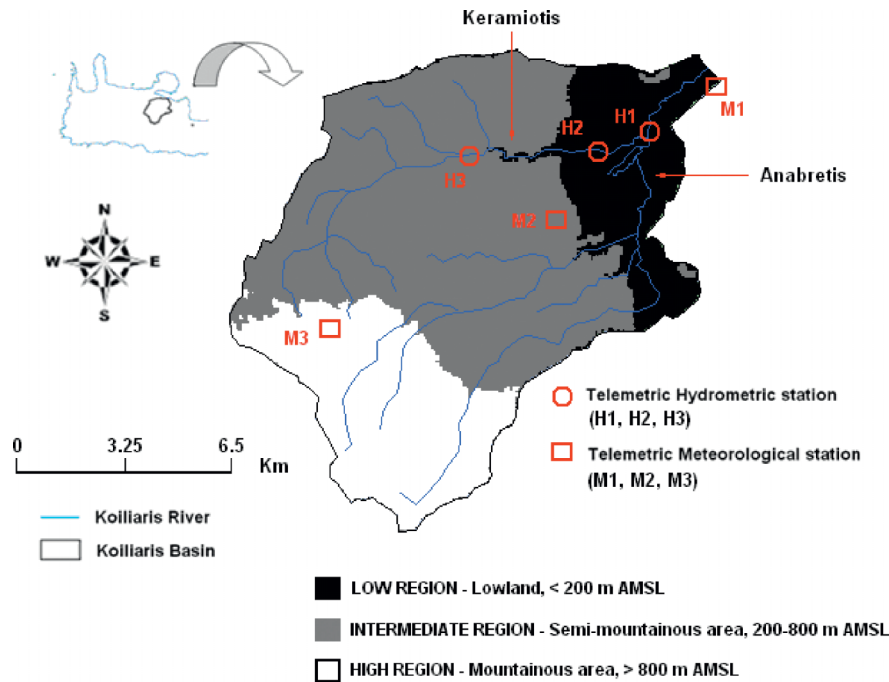 Keramiotis
M1
H1
H2
H3
Anabretis
M2
N
W E
S
M3
Telemetric Hydrometric station
(H1, H2, H3)
Telemetric Meteorological station
(M1, M2, M3)
0 3.25 6.5
Km
Koiliaris River
Koiliaris Basin
LOW REGION - Lowland, < 200 m AMSL
INTERMEDIATE REGION - Semi-mountainous area, 200-800 m AMSL
HIGH REGION - Mountainous area, > 800 m AMSL